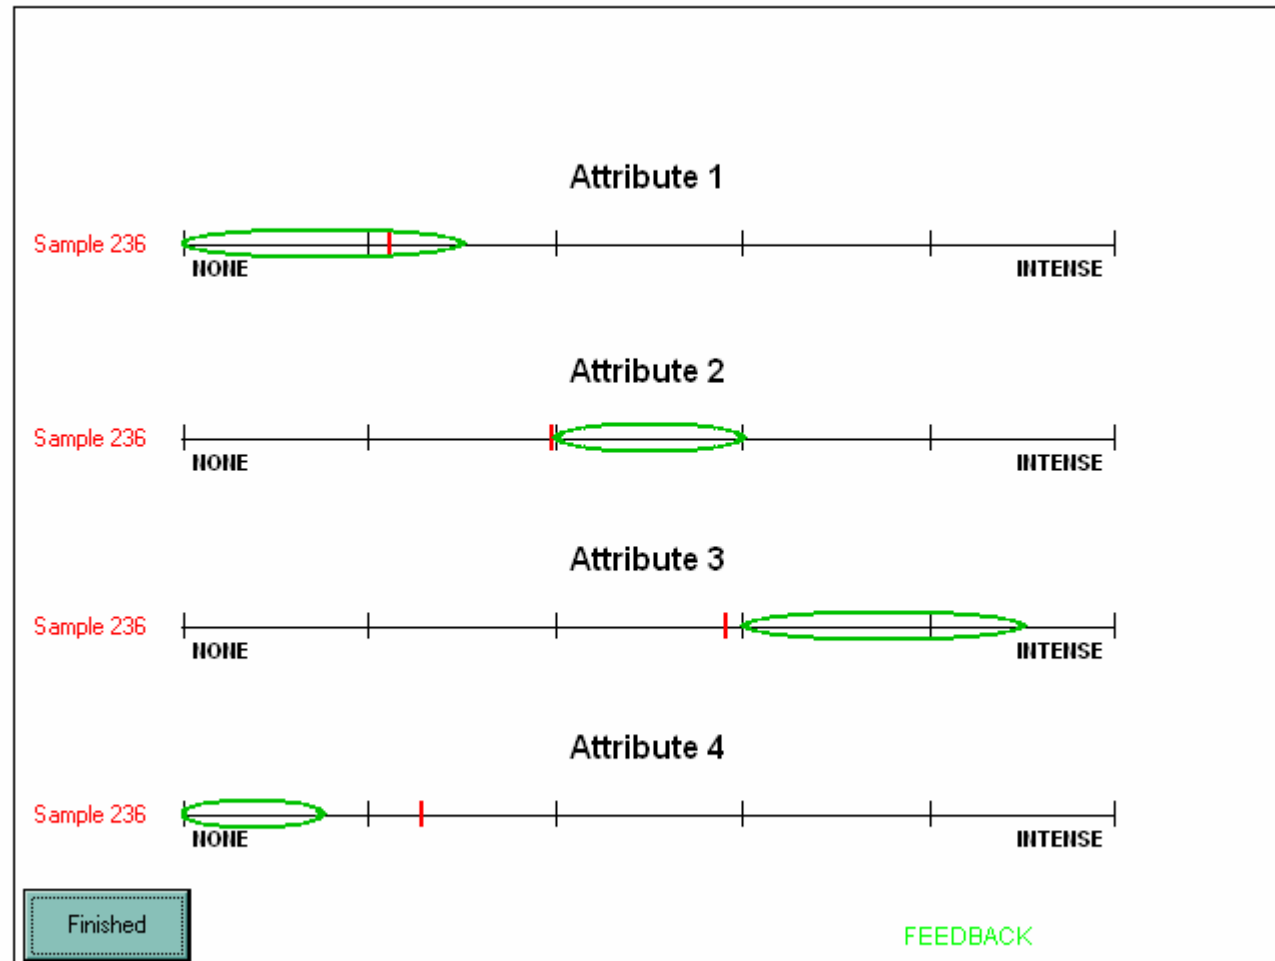 Attribute 1
Sample 236
NONE INTENSE
Attribute 2
Sample 236
NONE INTENSE
Attribute 3
Sample 236
NONE INTENSE
Attribute 4
Sample 236
NONE INTENSE
Finished
FEEDBACK